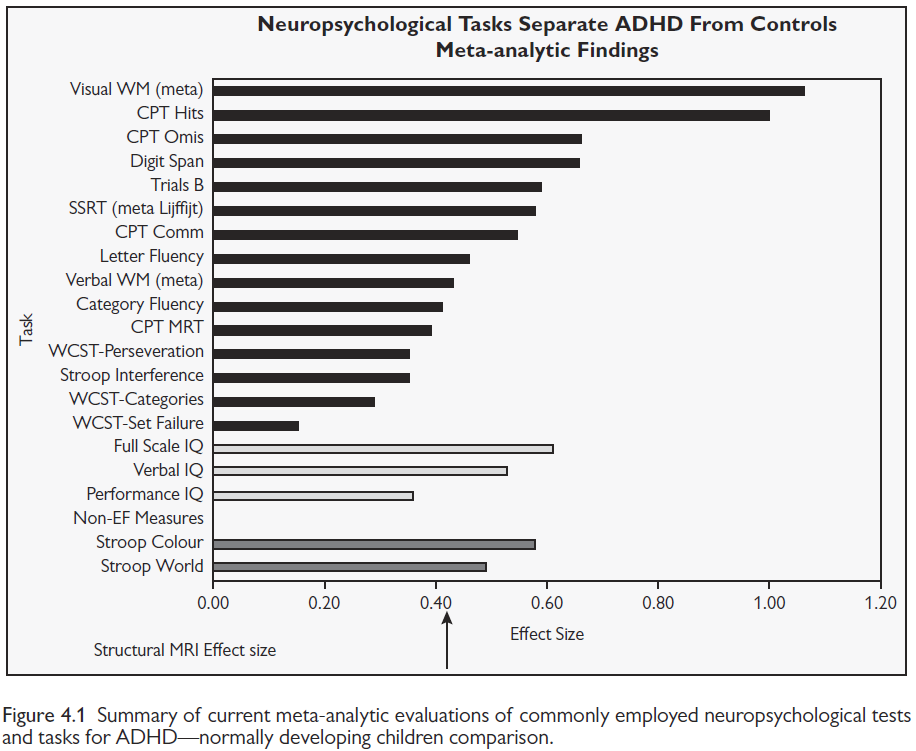 Neuropsychological Tasks Separate ADHD From Controls
Meta-analytic Findings
Task
Visual WM (meta)
CPT Hits
CPT Omis
Digit Span
Trials B
SSRT (meta Lijffijt)
CPT Comm
Letter Fluency
Verbal WM (meta)
Category Fluency
CPT MRT
WCST-Perseveration
Stroop Interference
WCST-Categories
WCST-Set Failure
Full Scale IQ
Verbal IQ
Performance IQ
Non-EF Measures
Stroop Colour
Stroop World
0.00 0.20 0.40 0.60 0.80 1.00 1.20
Effect Size
Structural MRI Effect size
Figure 4.1 Summary of current meta-analytic evaluations of commonly employed neuropsychological tests
and tasks for ADHD—normally developing children comparison.